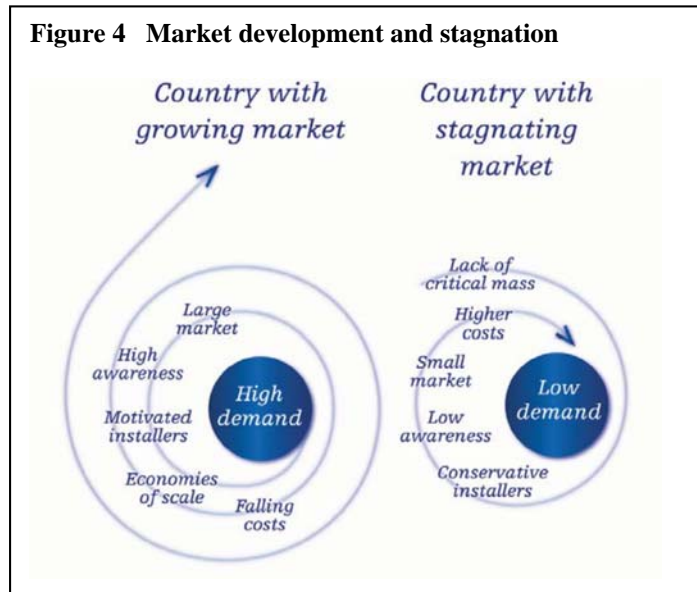 Figure 4 Market development and stagnation
Country with
growing market
Country with
stagnating
market
Large
market
High
awareness
Motivated
installers
Economies
of scale
Falling
costs
High
demand
Lack of
critical mass
Higher
costs
Small
market
Low
awareness
Conservative
installers
Low
demand